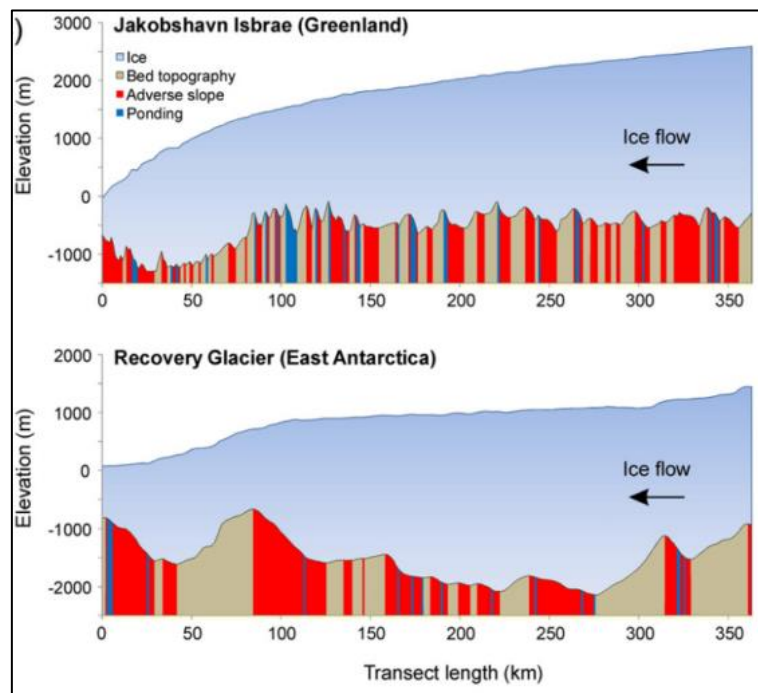 )
Jakobshavn Isbrae (Greenland)
3000
2000
1000
0
-1000
Elevation (m)
Ice
Bed topography
Adverse slope
Ponding
Ice flow
0 50 100 150 200 250 300 350
Recovery Glacier (East Antarctica)
2000
1000
0
-1000
-2000
Elevation (m)
Ice flow
0 50 100 150 200 250 300 350
Transect length (km)